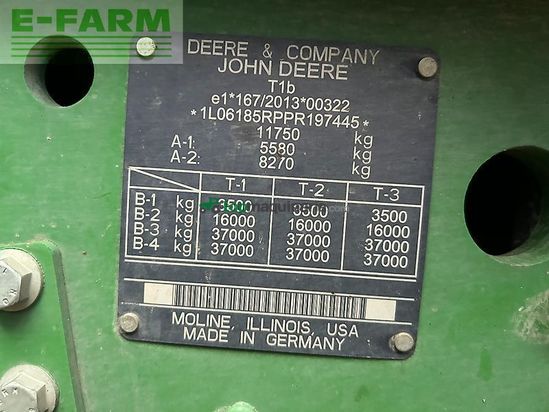 E-FARM
DEERE & COMPANY
JOHN DEERE
T1b
e1*167/2013*00322
*1L06185RPPR197445*
11750 kg
A-1: 5580 kg
A-2: 8270 kg
T-1 T-2 T-3
B-1 kg 3500 3500 3500
B-2 kg 16000 16000 16000
B-3 kg 37000 37000 37000
B-4 kg 37000 37000 37000
MOLINE, ILLINOIS, USA
MADE IN GERMANY